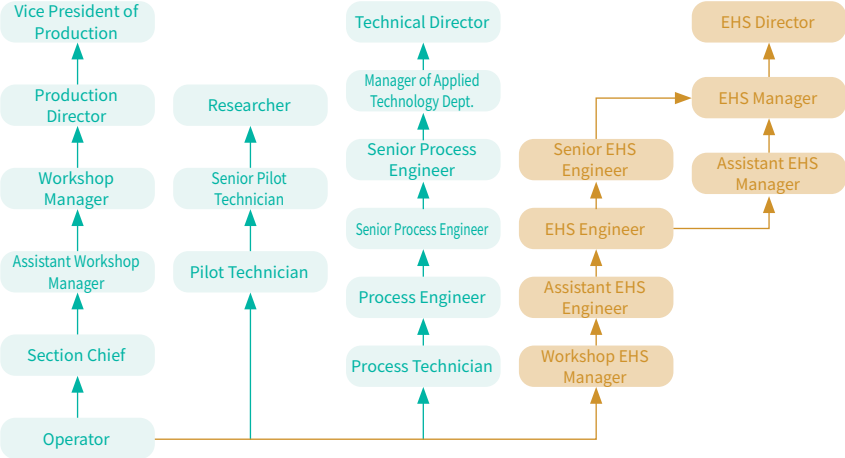 Vice President of
Production
Production
Director
Workshop
Manager
Assistant Workshop
Manager
Section Chief
Operator
Researcher
Senior Pilot
Technician
Pilot Technician
Technical Director
Manager of Applied
Technology Dept.
Senior Process
Engineer
Senior Process Engineer
Process Engineer
Process Technician
Senior EHS
Engineer
EHS Engineer
Assistant EHS
Engineer
Workshop EHS
Manager
EHS Director
EHS Manager
Assistant EHS
Manager